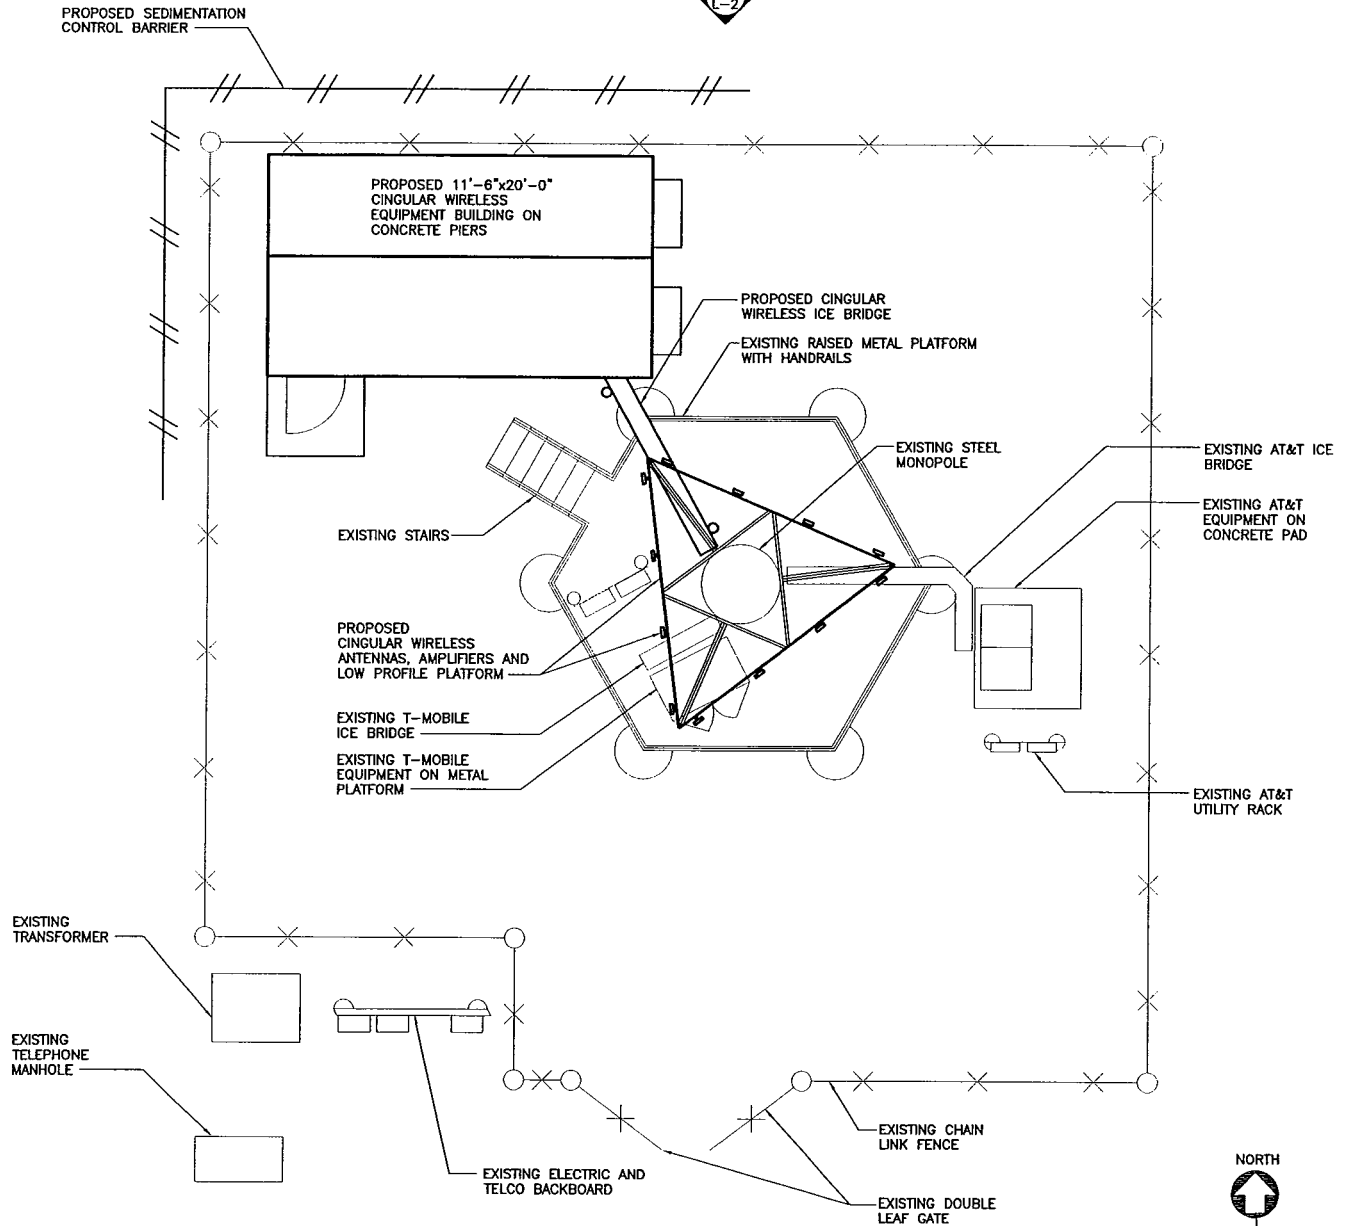 L-2
PROPOSED SEDIMENTATION
CONTROL BARRIER
PROPOSED 11'-6"x20'-0"
CINGULAR WIRELESS
EQUIPMENT BUILDING ON
CONCRETE PIERS
PROPOSED CINGULAR
WIRELESS ICE BRIDGE
EXISTING RAISED METAL PLATFORM
WITH HANDRAILS
EXISTING STEEL
MONOPOLE
EXISTING AT&T ICE
BRIDGE
EXISTING AT&T
EQUIPMENT ON
CONCRETE PAD
EXISTING STAIRS
PROPOSED
CINGULAR WIRELESS
ANTENNAS, AMPLIFIERS AND
LOW PROFILE PLATFORM
EXISTING T-MOBILE
ICE BRIDGE
EXISTING T-MOBILE
EQUIPMENT ON METAL
PLATFORM
EXISTING AT&T
UTILITY RACK
EXISTING
TRANSFORMER
EXISTING
TELEPHONE
MANHOLE
EXISTING ELECTRIC AND
TELCO BACKBOARD
EXISTING CHAIN
LINK FENCE
EXISTING DOUBLE
LEAF GATE
NORTH